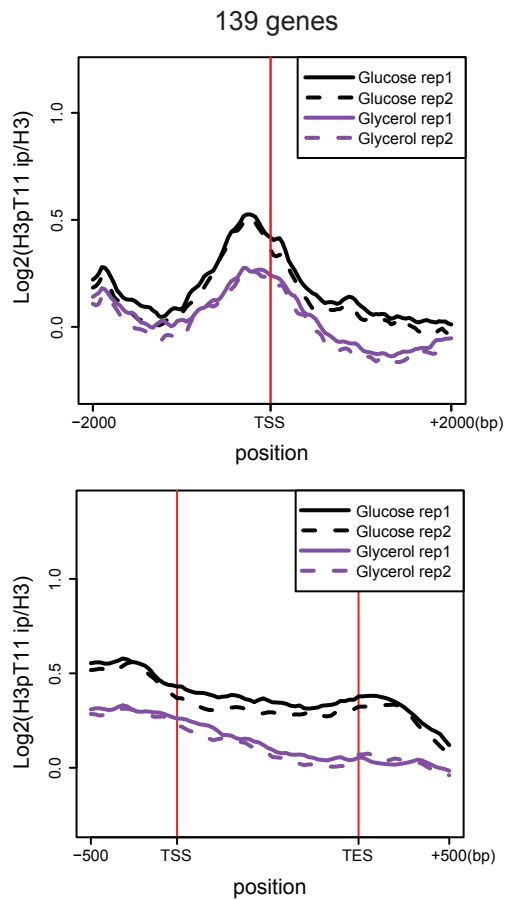 139 genes
Log2(H3pT11 ip/H3)
1.0
0.5
0.0
Glucose rep1
Glucose rep2
Glycerol rep1
Glycerol rep2
−2000
TSS
+2000(bp)
position
Log2(H3pT11 ip/H3)
1.0
0.5
0.0
Glucose rep1
Glucose rep2
Glycerol rep1
Glycerol rep2
−500
TSS
TES
+500(bp)
position